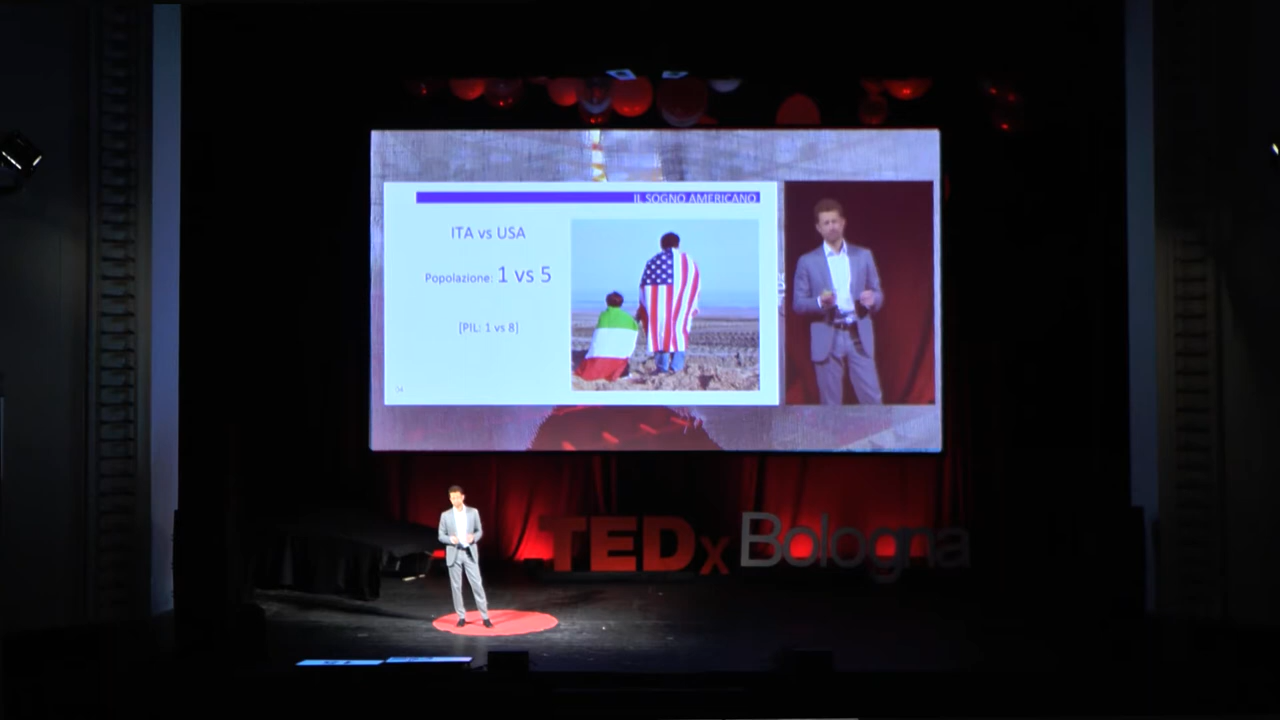 IL SOGNO AMERICANO
ITA vs USA
Popolazione: 1 vs 5
[PIL: 1 vs 8]
TEDx Bologna